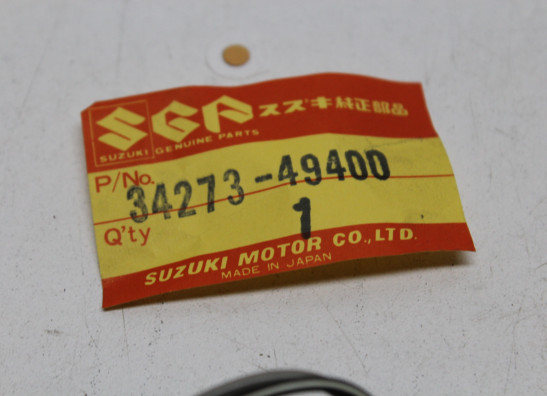 SGP スズキ純正部品
SUZUKI GENUINE PARTS
P/No. 34273-49400
Q'ty 1
SUZUKI MOTOR CO.,LTD.
MADE IN JAPAN